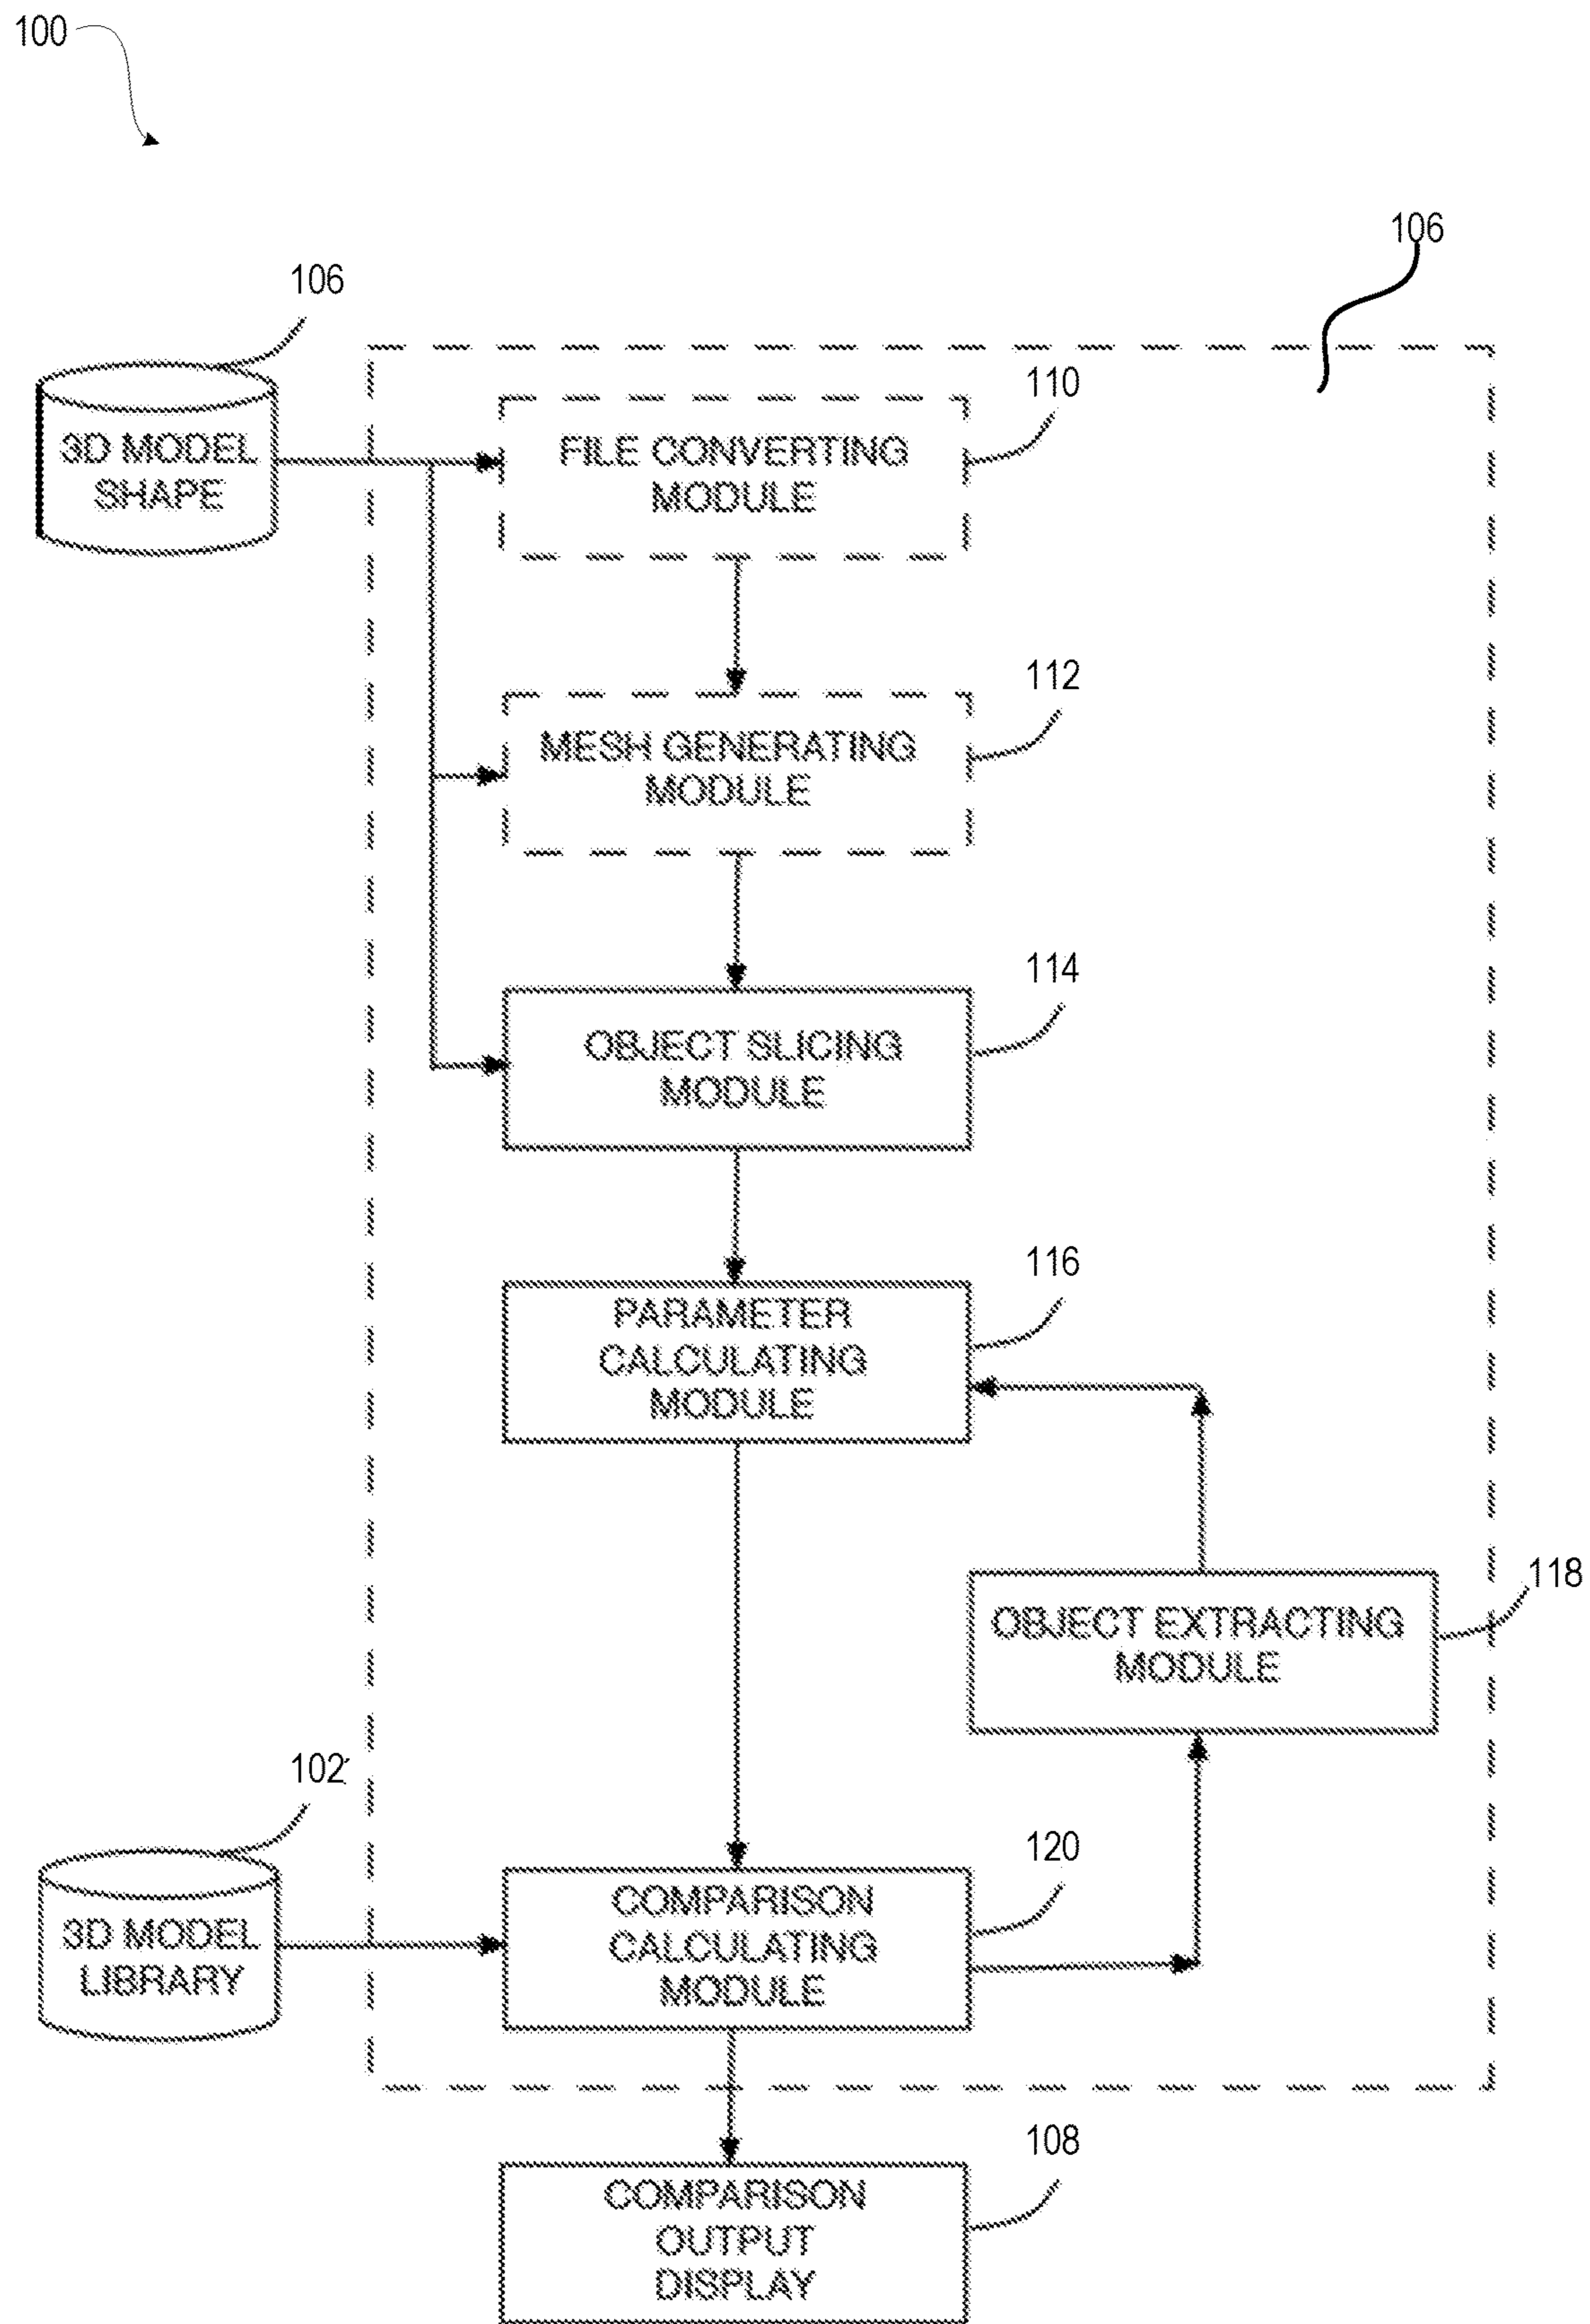 100
106
106
3D MODEL
SHAPE
110
FILE CONVERTING
MODULE
112
MESH GENERATING
MODULE
114
OBJECT SLICING
MODULE
116
PARAMETER
CALCULATING
MODULE
118
OBJECT EXTRACTING
MODULE
102
3D MODEL
LIBRARY
120
COMPARISON
CALCULATING
MODULE
108
COMPARISON
OUTPUT
DISPLAY